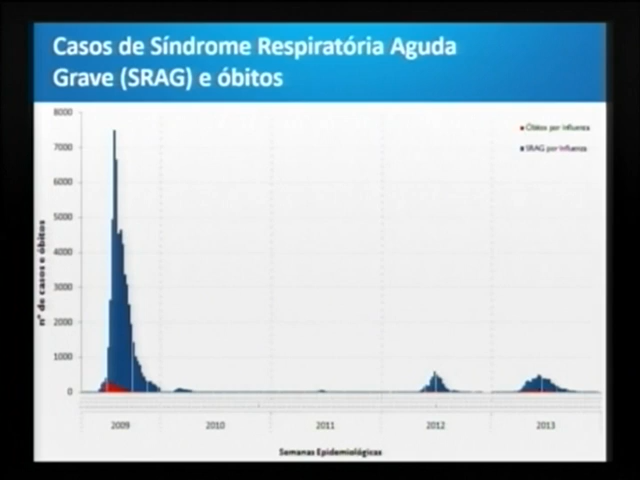 Casos de Síndrome Respiratória Aguda
Grave (SRAG) e óbitos
8000
7000
6000
5000
4000
3000
2000
1000
0
nº de casos e óbitos
Óbitos por influenza
SRAG por influenza
2009 2010 2011 2012 2013
Semanas Epidemiológicas